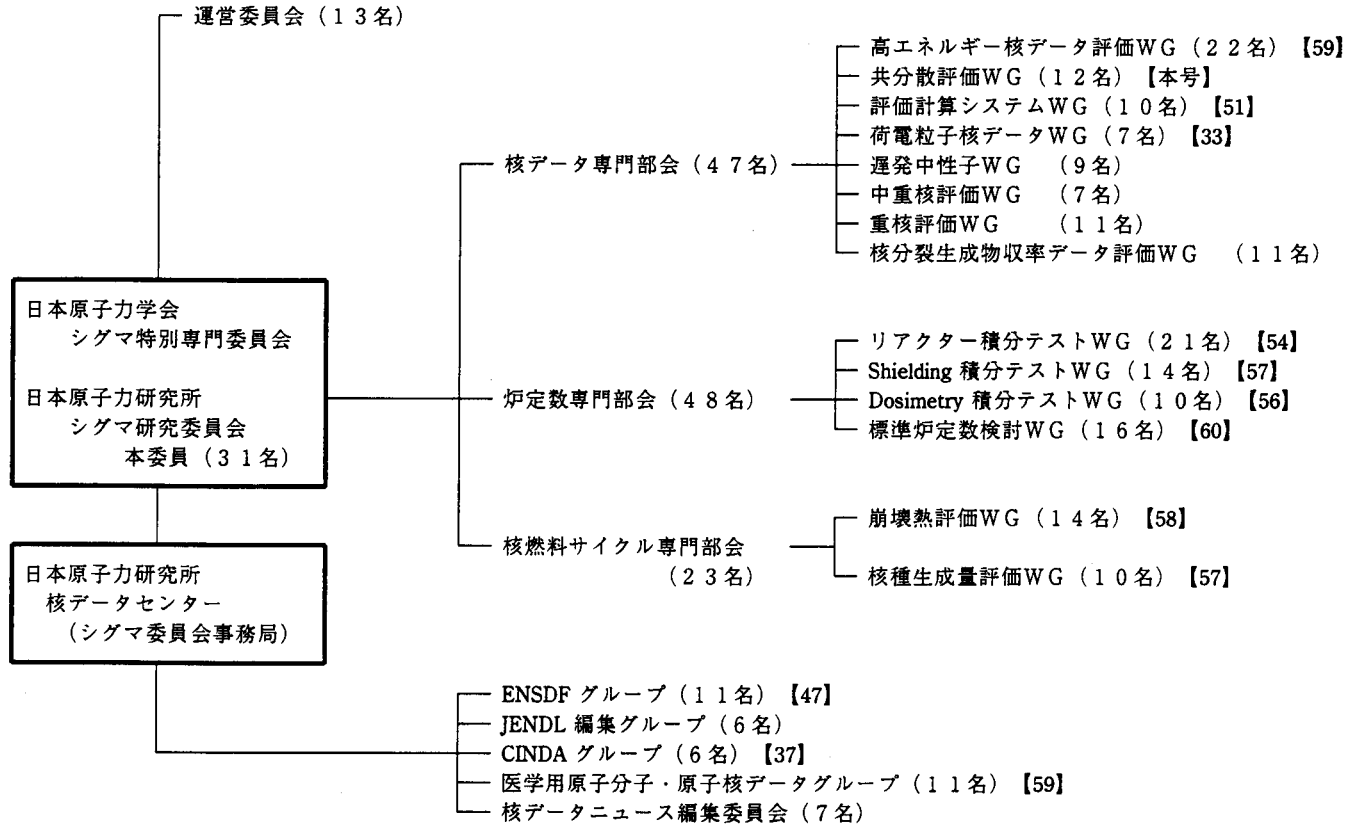 運営委員会（１３名）
高エネルギー核データ評価ＷＧ（２２名）【59】
共分散評価ＷＧ（１２名）【本号】
評価計算システムＷＧ（１０名）【51】
荷電粒子核データＷＧ（７名）【33】
核データ専門部会（４７名）
遅発中性子ＷＧ　（９名）
中重核評価ＷＧ　（７名）
重核評価ＷＧ　（１１名）
核分裂生成物収率データ評価ＷＧ　（１１名）
日本原子力学会
シグマ特別専門委員会
日本原子力研究所
シグマ研究委員会
本委員（３１名）
炉定数専門部会（４８名）
リアクター積分テストＷＧ（２１名）【54】
Shielding 積分テストＷＧ（１４名）【57】
Dosimetry 積分テストＷＧ（１０名）【56】
標準炉定数検討ＷＧ（１６名）【60】
核燃料サイクル専門部会
（２３名）
崩壊熱評価ＷＧ（１４名）【58】
核種生成量評価ＷＧ（１０名）【57】
日本原子力研究所
核データセンター
（シグマ委員会事務局）
ENSDF グループ（１１名）【47】
JENDL 編集グループ（６名）
CINDA グループ（６名）【37】
医学用原子分子・原子核データグループ（１１名）【59】
核データニュース編集委員会（７名）